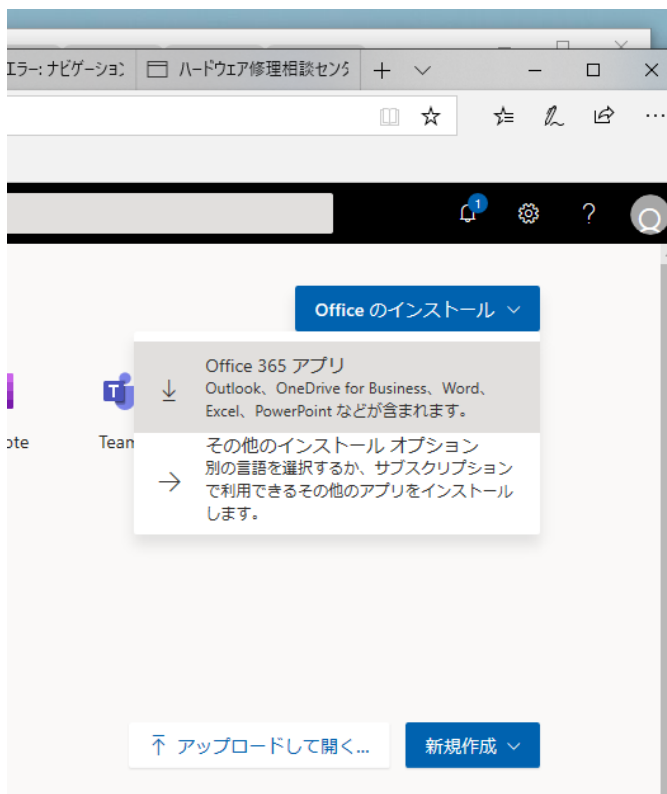 エラー: ナビゲーション
ハードウェア修理相談センタ
1
Office のインストール
Office 365 アプリ
Outlook、OneDrive for Business、Word、
Excel、PowerPoint などが含まれます。
その他のインストール オプション
別の言語を選択するか、サブスクリプション
で利用できるその他のアプリをインストール
します。
ote
Team
アップロードして開く...
新規作成